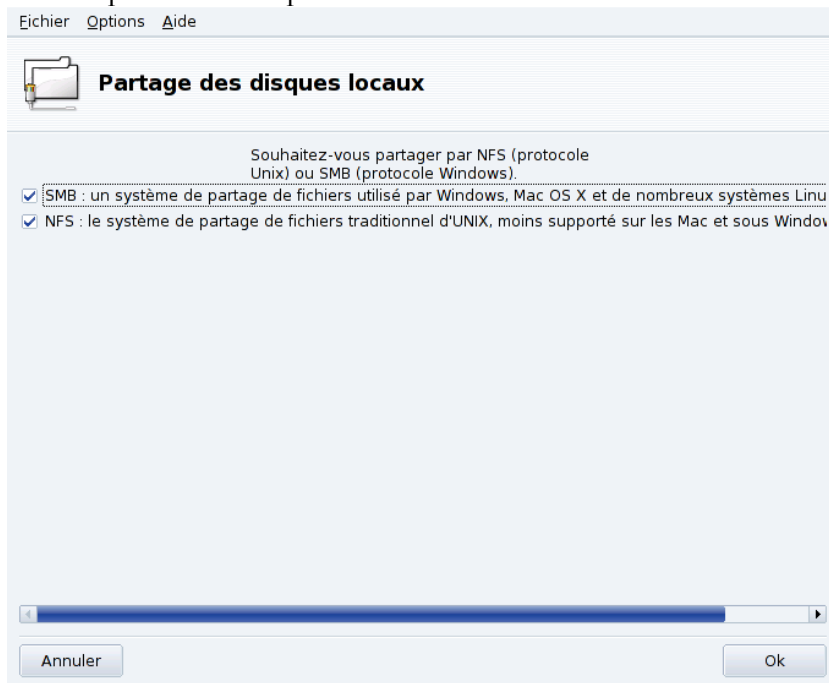 Fichier Options Aide
Partage des disques locaux
Souhaitez-vous partager par NFS (protocole
Unix) ou SMB (protocole Windows).
SMB : un système de partage de fichiers utilisé par Windows, Mac OS X et de nombreux systèmes Linu
NFS : le système de partage de fichiers traditionnel d'UNIX, moins supporté sur les Mac et sous Window
Annuler Ok